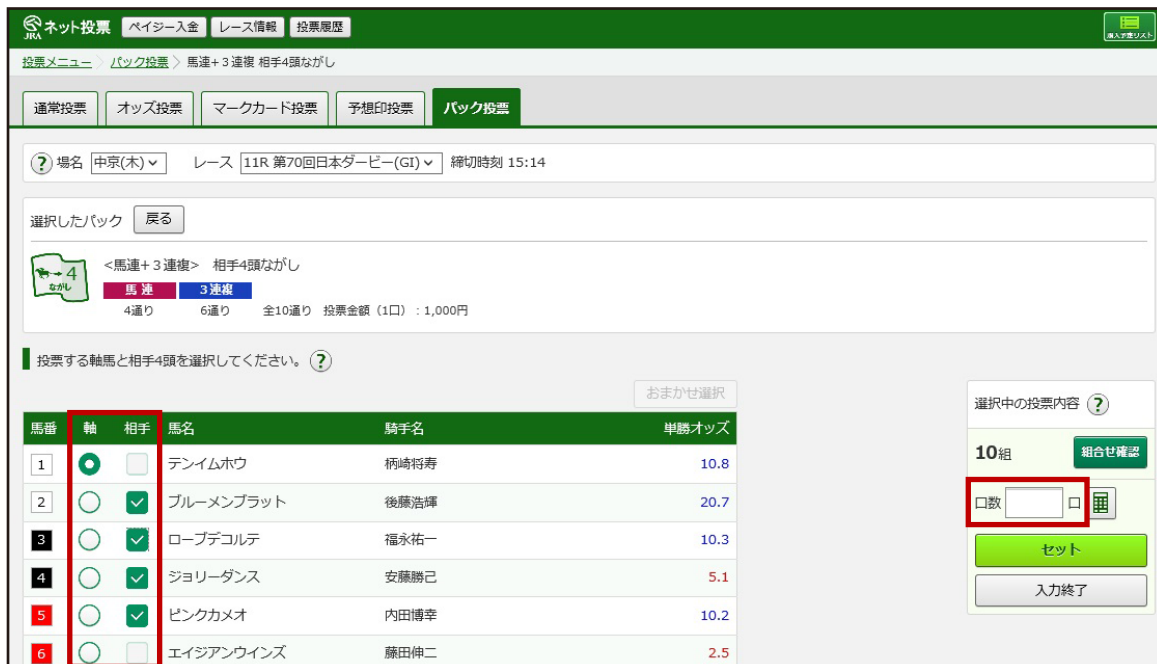 JRA ネット投票 ペイジー入金 レース情報 投票履歴 購入予定リスト
投票メニュー 〉 パック投票 〉 馬連+3連複 相手4頭ながし
通常投票 オッズ投票 マークカード投票 予想印投票 パック投票
? 場名 中京(木) レース 11R 第70回日本ダービー(GI) 締切時刻 15:14
選択したパック 戻る
4
ながし
<馬連+3連複> 相手4頭ながし
馬連 3連複
4通り 6通り 全10通り 投票金額(1口):1,000円
投票する軸馬と相手4頭を選択してください。 ?
おまかせ選択
馬番 軸 相手 馬名 騎手名 単勝オッズ
1 テンイムホウ 柄崎将寿 10.8
2 ブルーメンブラット 後藤浩輝 20.7
3 ローブデコルテ 福永祐一 10.3
4 ジョリーダンス 安藤勝己 5.1
5 ピンクカメオ 内田博幸 10.2
6 エイジアンウインズ 藤田伸二 2.5
選択中の投票内容 ?
10組 組合せ確認
口数 口
セット
入力終了